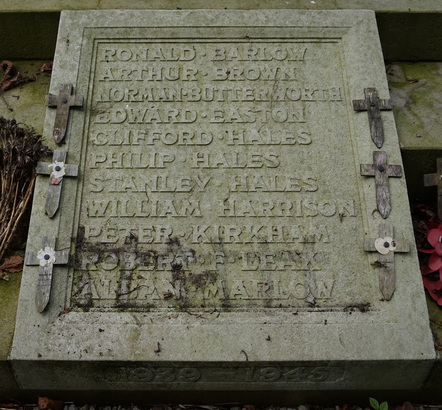 RONALD · BARLOW
ARTHUR · BROWN
NORMAN · BUTTERWORTH
EDWARD · EASTON
CLIFFORD · HALES
PHILIP · HALES
STANLEY · HALES
WILLIAM · HARRISON
PETER · KIRKHAM
ROBERT · F · LEAK
ALLAN · MARLOW
1939 1945